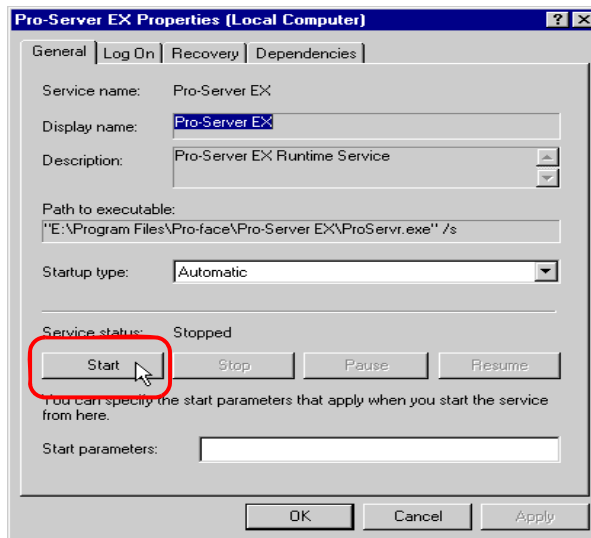 Pro-Server EX Properties (Local Computer)
General Log On Recovery Dependencies
Service name: Pro-Server EX
Display name: Pro-Server EX
Description: Pro-Server EX Runtime Service
Path to executable:
"E:\Program Files\Pro-face\Pro-Server EX\ProServr.exe" /s
Startup type: Automatic
Service status: Stopped
Start Stop Pause Resume
You can specify the start parameters that apply when you start the service
from here.
Start parameters:
OK Cancel Apply